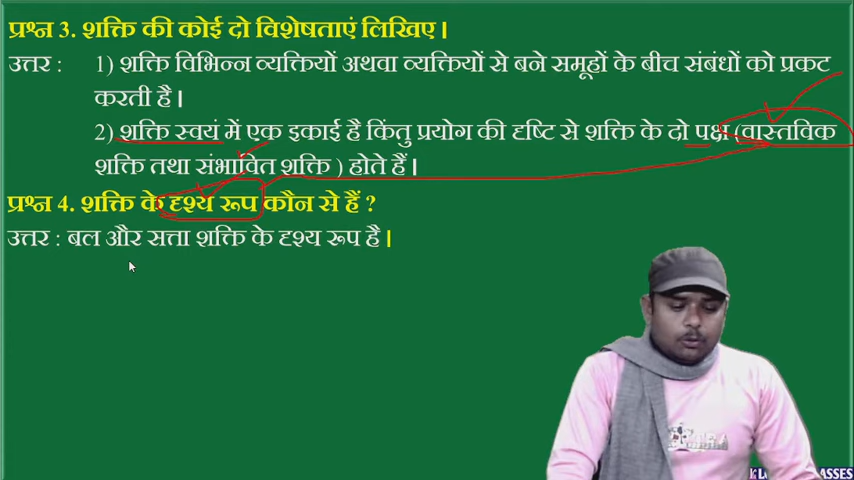 प्रश्न 3. शक्ति की कोई दो विशेषताएं लिखिए।
उत्तर : 1) शक्ति विभिन्न व्यक्तियों अथवा व्यक्तियों से बने समूहों के बीच संबंधों को प्रकट
करती है।
2) शक्ति स्वयं में एक इकाई है किंतु प्रयोग की दृष्टि से शक्ति के दो पक्ष (वास्तविक
शक्ति तथा संभावित शक्ति ) होते हैं।
प्रश्न 4. शक्ति के दृश्य रूप कौन से हैं ?
उत्तर : बल और सत्ता शक्ति के दृश्य रूप है।